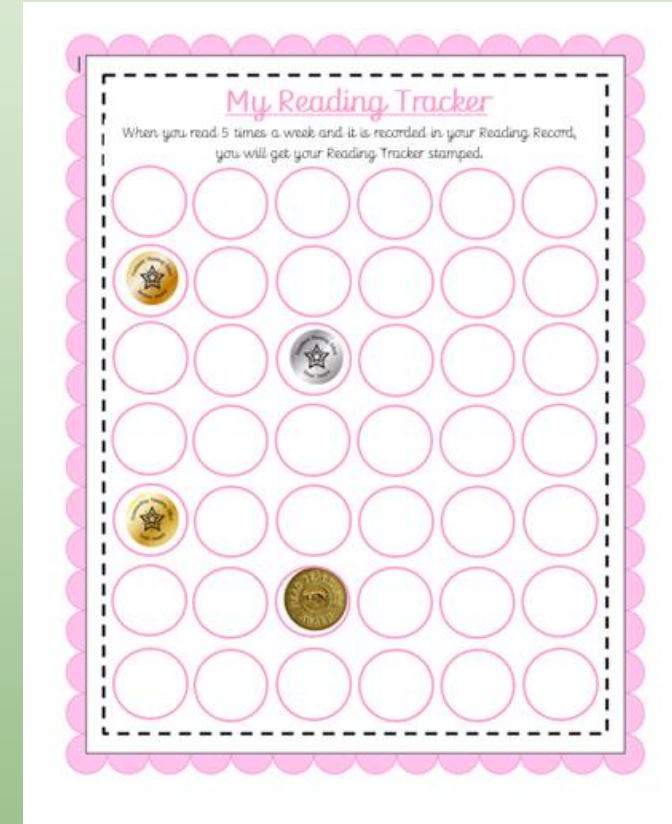 My Reading Tracker
When you read 5 times a week and it is recorded in your Reading Record,
you will get your Reading Tracker stamped.
AWARD